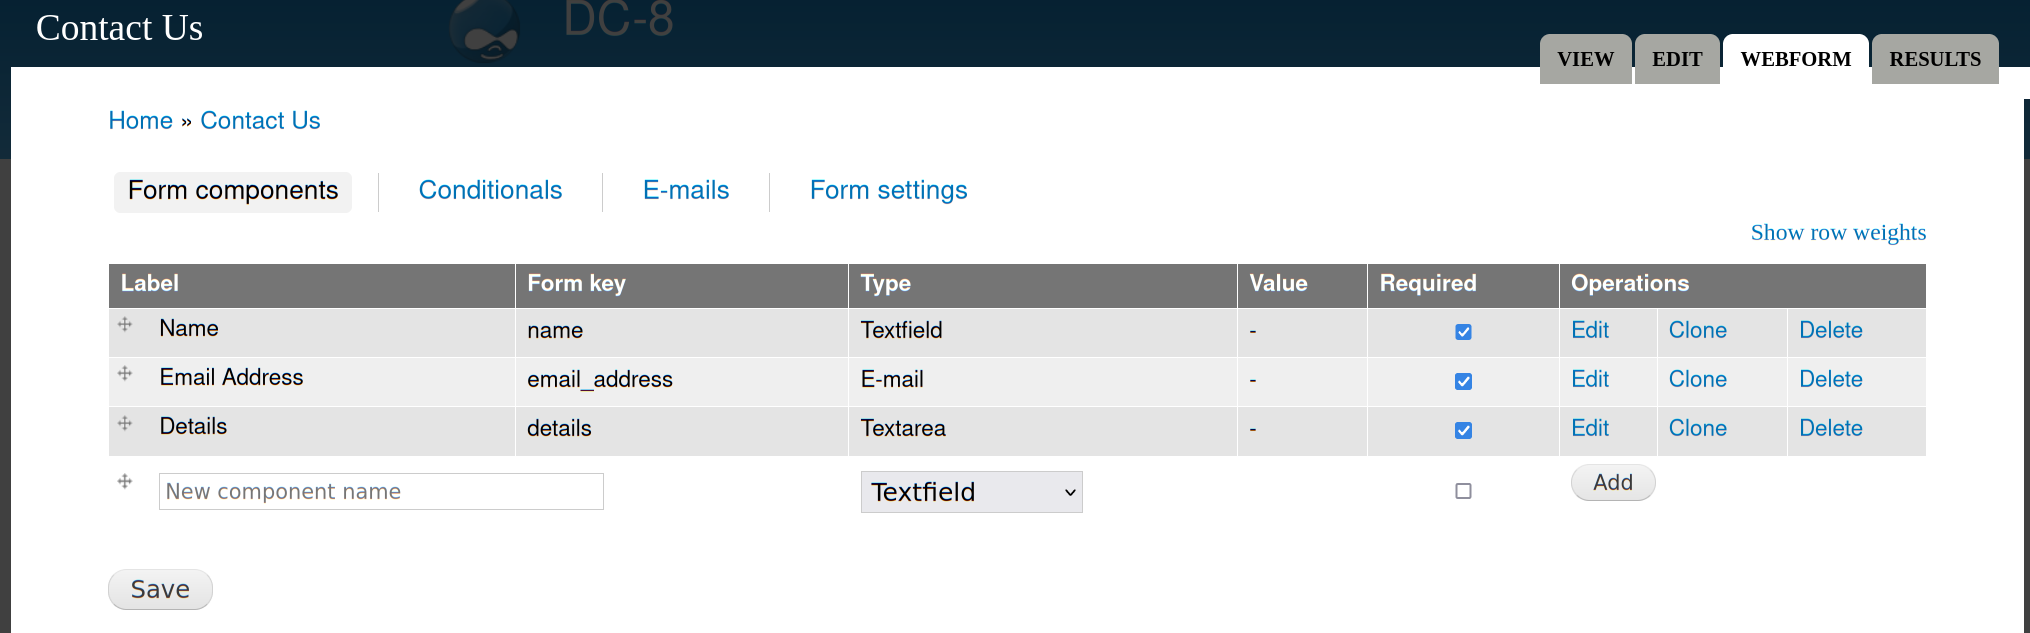 DC-8
Contact Us
VIEW EDIT WEBFORM RESULTS
Home » Contact Us
Form components Conditionals E-mails Form settings
Show row weights
Label Form key Type Value Required Operations
Name name Textfield - Edit Clone Delete
Email Address email_address E-mail - Edit Clone Delete
Details details Textarea - Edit Clone Delete
New component name Textfield Add
Save